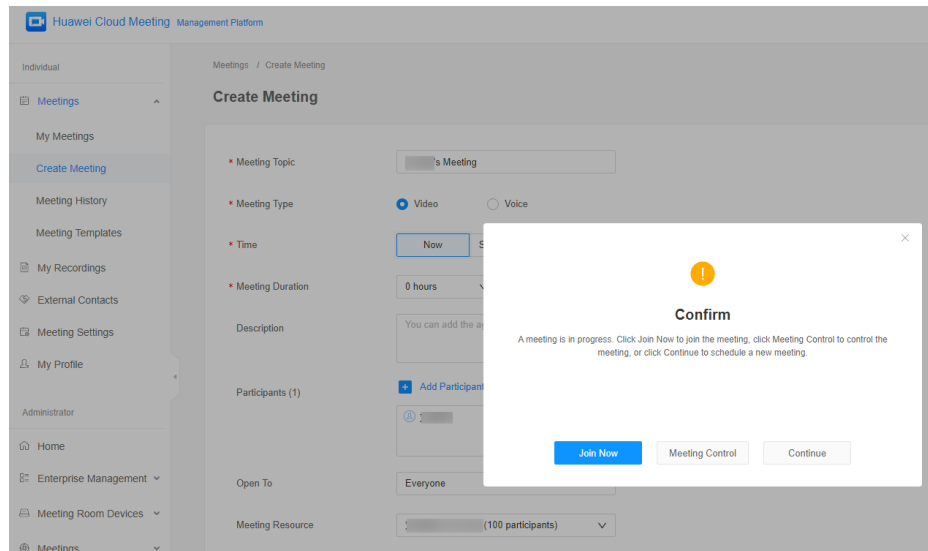 Huawei Cloud Meeting Management Platform
Individual
Meetings
My Meetings
Create Meeting
Meeting History
Meeting Templates
My Recordings
External Contacts
Meeting Settings
My Profile
Administrator
Home
Enterprise Management
Meeting Room Devices
Meetings
Meetings / Create Meeting
Create Meeting
* Meeting Topic
's Meeting
* Meeting Type
Video
Voice
* Time
Now
S
* Meeting Duration
0 hours
Description
You can add the a
Participants (1)
Add Participant
Open To
Everyone
Meeting Resource
(100 participants)
Confirm
A meeting is in progress. Click Join Now to join the meeting, click Meeting Control to control the
meeting, or click Continue to schedule a new meeting.
Join Now
Meeting Control
Continue